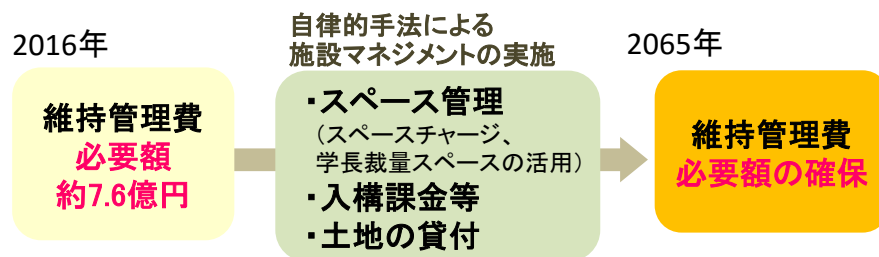 2016年
維持管理費
必要額
約7.6億円
自律的手法による
施設マネジメントの実施
・スペース管理
（スペースチャージ、
学長裁量スペースの活用）
・入構課金等
・土地の貸付
2065年
維持管理費
必要額の確保